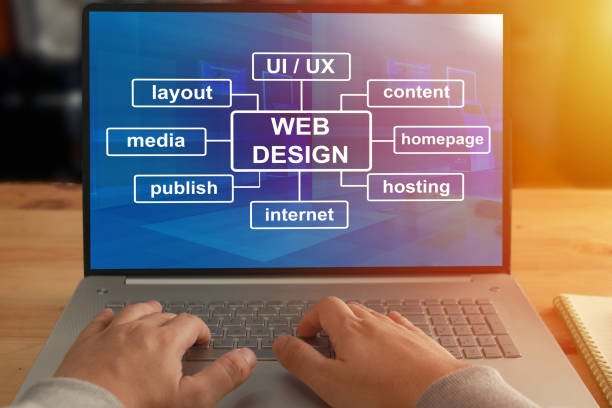 UI / UX
layout
content
media
WEB
DESIGN
homepage
publish
hosting
internet